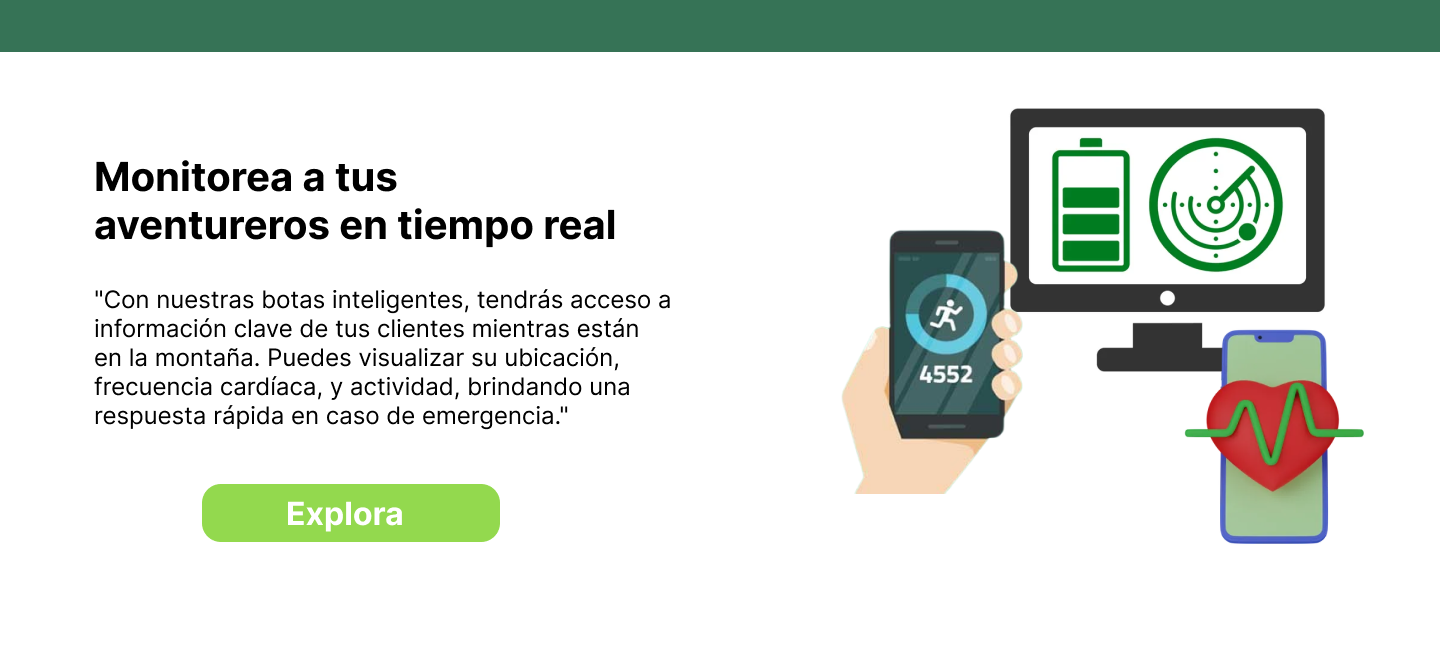 Monitorea a tus
aventureros en tiempo real
"Con nuestras botas inteligentes, tendrás acceso a
información clave de tus clientes mientras están
en la montaña. Puedes visualizar su ubicación,
frecuencia cardíaca, y actividad, brindando una
respuesta rápida en caso de emergencia."
Explora
4552